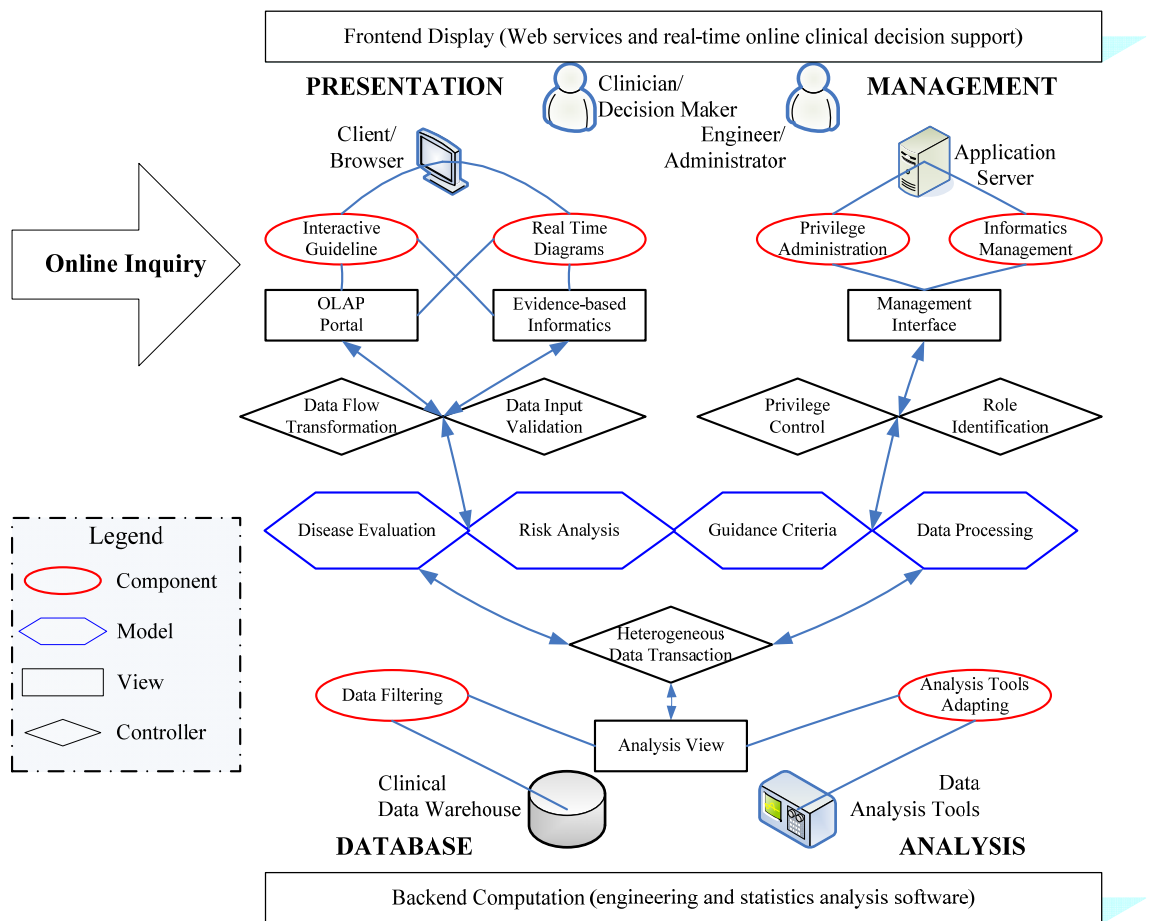 Frontend Display (Web services and real-time online clinical decision support)
PRESENTATION
Clinician/
Decision Maker
MANAGEMENT
Engineer/
Administrator
Client/
Browser
Application
Server
Online Inquiry
Interactive
Guideline
Real Time
Diagrams
Privilege
Administration
Informatics
Management
OLAP
Portal
Evidence-based
Informatics
Management
Interface
Data Flow
Transformation
Data Input
Validation
Privilege
Control
Role
Identification
Disease Evaluation
Risk Analysis
Guidance Criteria
Data Processing
Legend
Component
Model
View
Controller
Heterogeneous
Data Transaction
Data Filtering
Analysis Tools
Adapting
Analysis View
Clinical
Data Warehouse
Data
Analysis Tools
DATABASE
ANALYSIS
Backend Computation (engineering and statistics analysis software)